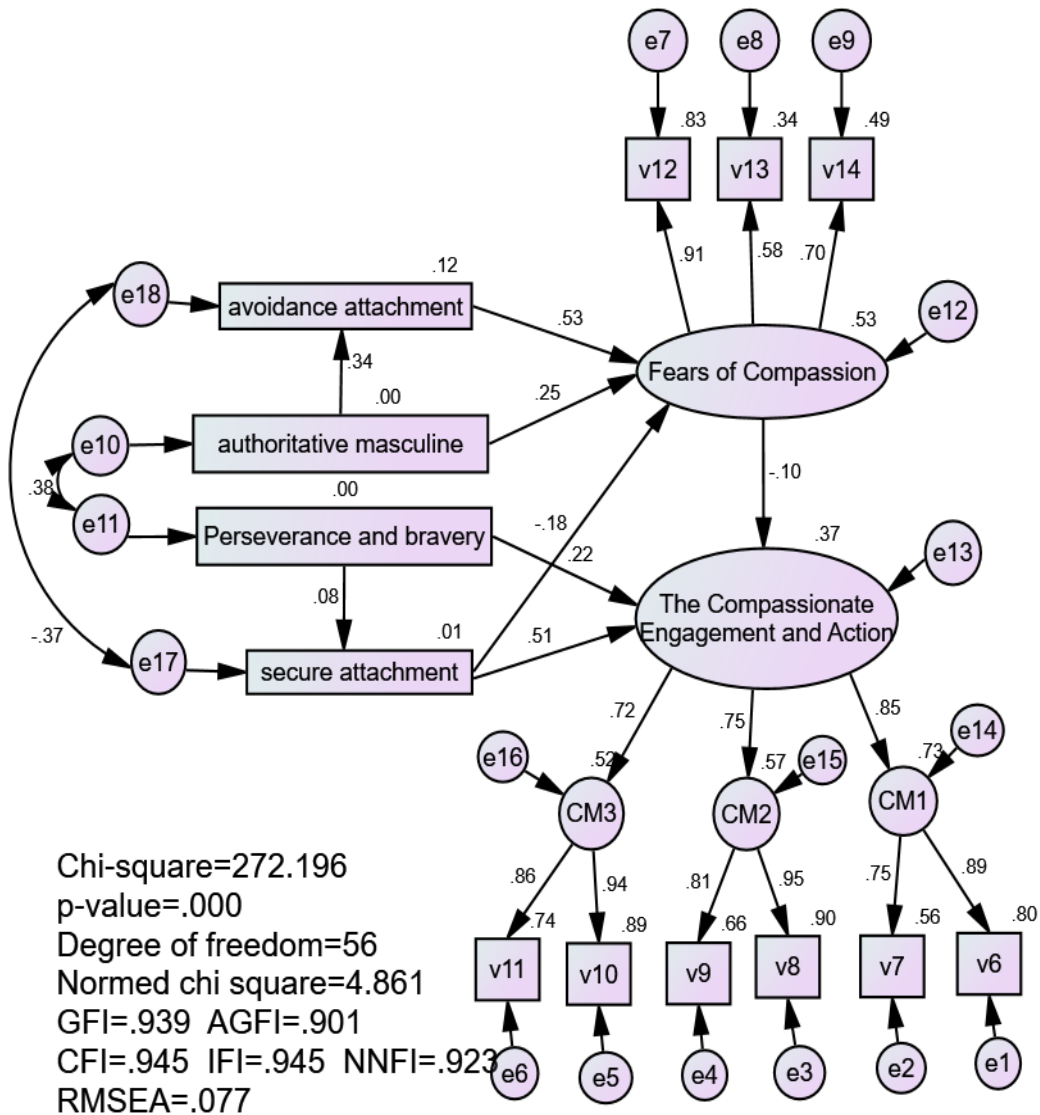 e7 e8 e9
.83 .34 .49
v12 v13 v14
.91 .58 .70
.12
e18 avoidance attachment
.53
.53 e12
.34
Fears of Compassion
.00 .25
e10 authoritative masculine
.38
.00
-.10
e11 Perseverance and bravery
-.18
.22
.37
e13
.08
The Compassionate
Engagement and Action
-.37
.01 .51
e17 secure attachment
.72 .75 .85
e16 .52 .57 e15 .73 e14
CM3 CM2 CM1
.86 .94 .81 .95 .75 .89
.74 .89 .66 .90 .56 .80
v11 v10 v9 v8 v7 v6
e6 e5 e4 e3 e2 e1
Chi-square=272.196
p-value=.000
Degree of freedom=56
Normed chi square=4.861
GFI=.939 AGFI=.901
CFI=.945 IFI=.945 NNFI=.923
RMSEA=.077